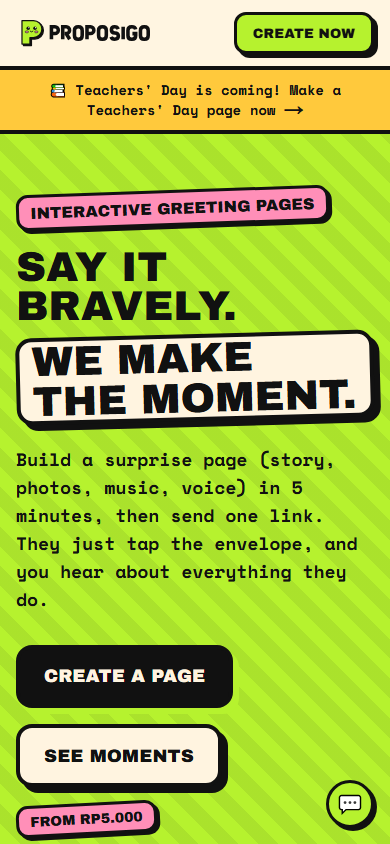 PROPOSIGO
CREATE NOW
📚 Teachers' Day is coming! Make a
Teachers' Day page now →
INTERACTIVE GREETING PAGES
SAY IT
BRAVELY.
WE MAKE
THE MOMENT.
Build a surprise page (story,
photos, music, voice) in 5
minutes, then send one link.
They just tap the envelope, and
you hear about everything they
do.
CREATE A PAGE
SEE MOMENTS
FROM RP5.000